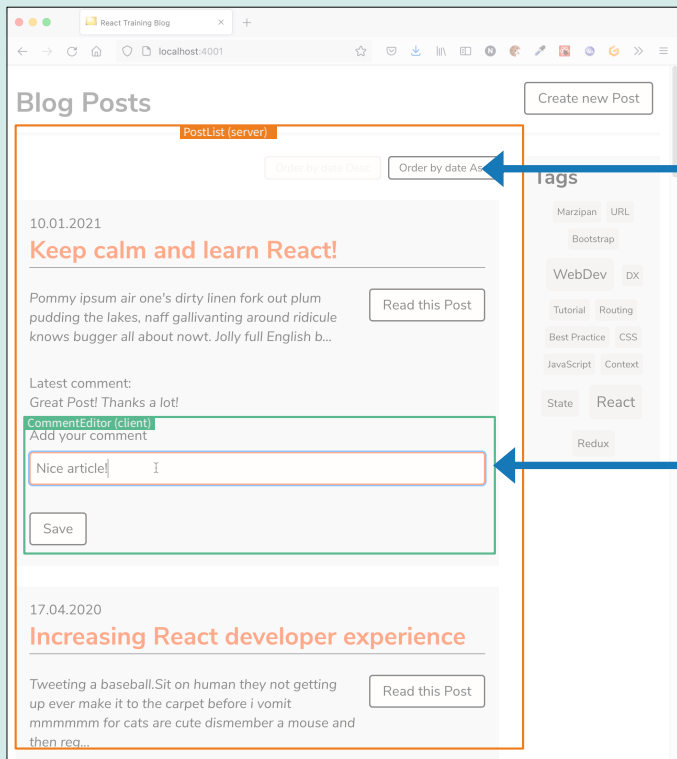 React Training Blog
localhost:4001
Blog Posts
Create new Post
PostList (server)
Order by date Desc
Order by date As
10.01.2021
Keep calm and learn React!
Pommy ipsum air one's dirty linen fork out plum
pudding the lakes, naff gallivanting around ridicule
knows bugger all about nowt. Jolly full English b...
Read this Post
Latest comment:
Great Post! Thanks a lot!
CommentEditor (client)
Add your comment
Nice article!
Save
17.04.2020
Increasing React developer experience
Tweeting a baseball.Sit on human they not getting
up ever make it to the carpet before i vomit
mmmmmm for cats are cute dismember a mouse and
then reg...
Read this Post
Tags
Marzipan URL
Bootstrap
WebDev DX
Tutorial Routing
Best Practice CSS
JavaScript Context
State React
Redux